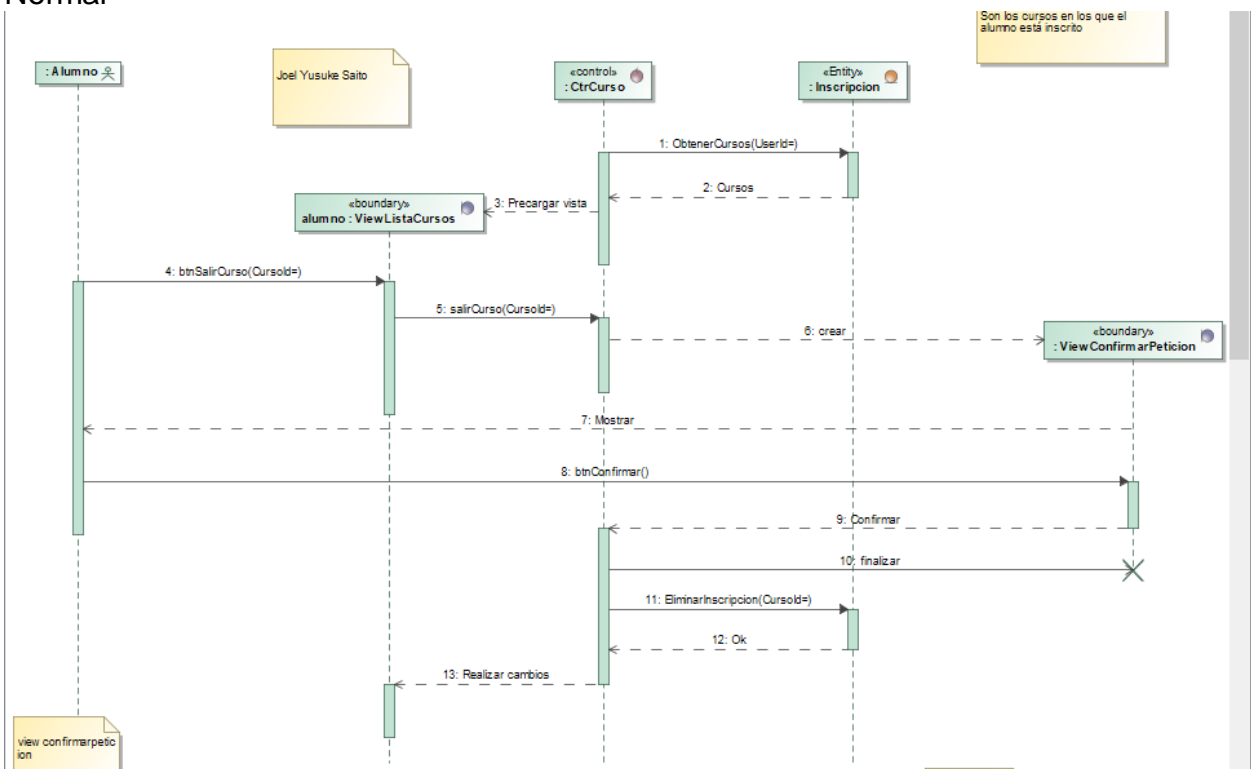 Normal
Son los cursos en los que el
alumno está inscrito
: Alumno
Joel Yusuke Saito
«control»
: CtrCurso
«Entity»
: Inscripcion
1: ObtenerCursos(UserId=)
2: Cursos
3: Precargar vista
«boundary»
alumno : ViewListaCursos
4: btnSalirCurso(CursoId=)
5: salirCurso(CursoId=)
6: crear
«boundary»
: ViewConfirmarPeticion
7: Mostrar
8: btnConfirmar()
9: Confirmar
10: finalizar
11: EliminarInscripcion(CursoId=)
12: Ok
13: Realizar cambios
view confirmarpetic
ion